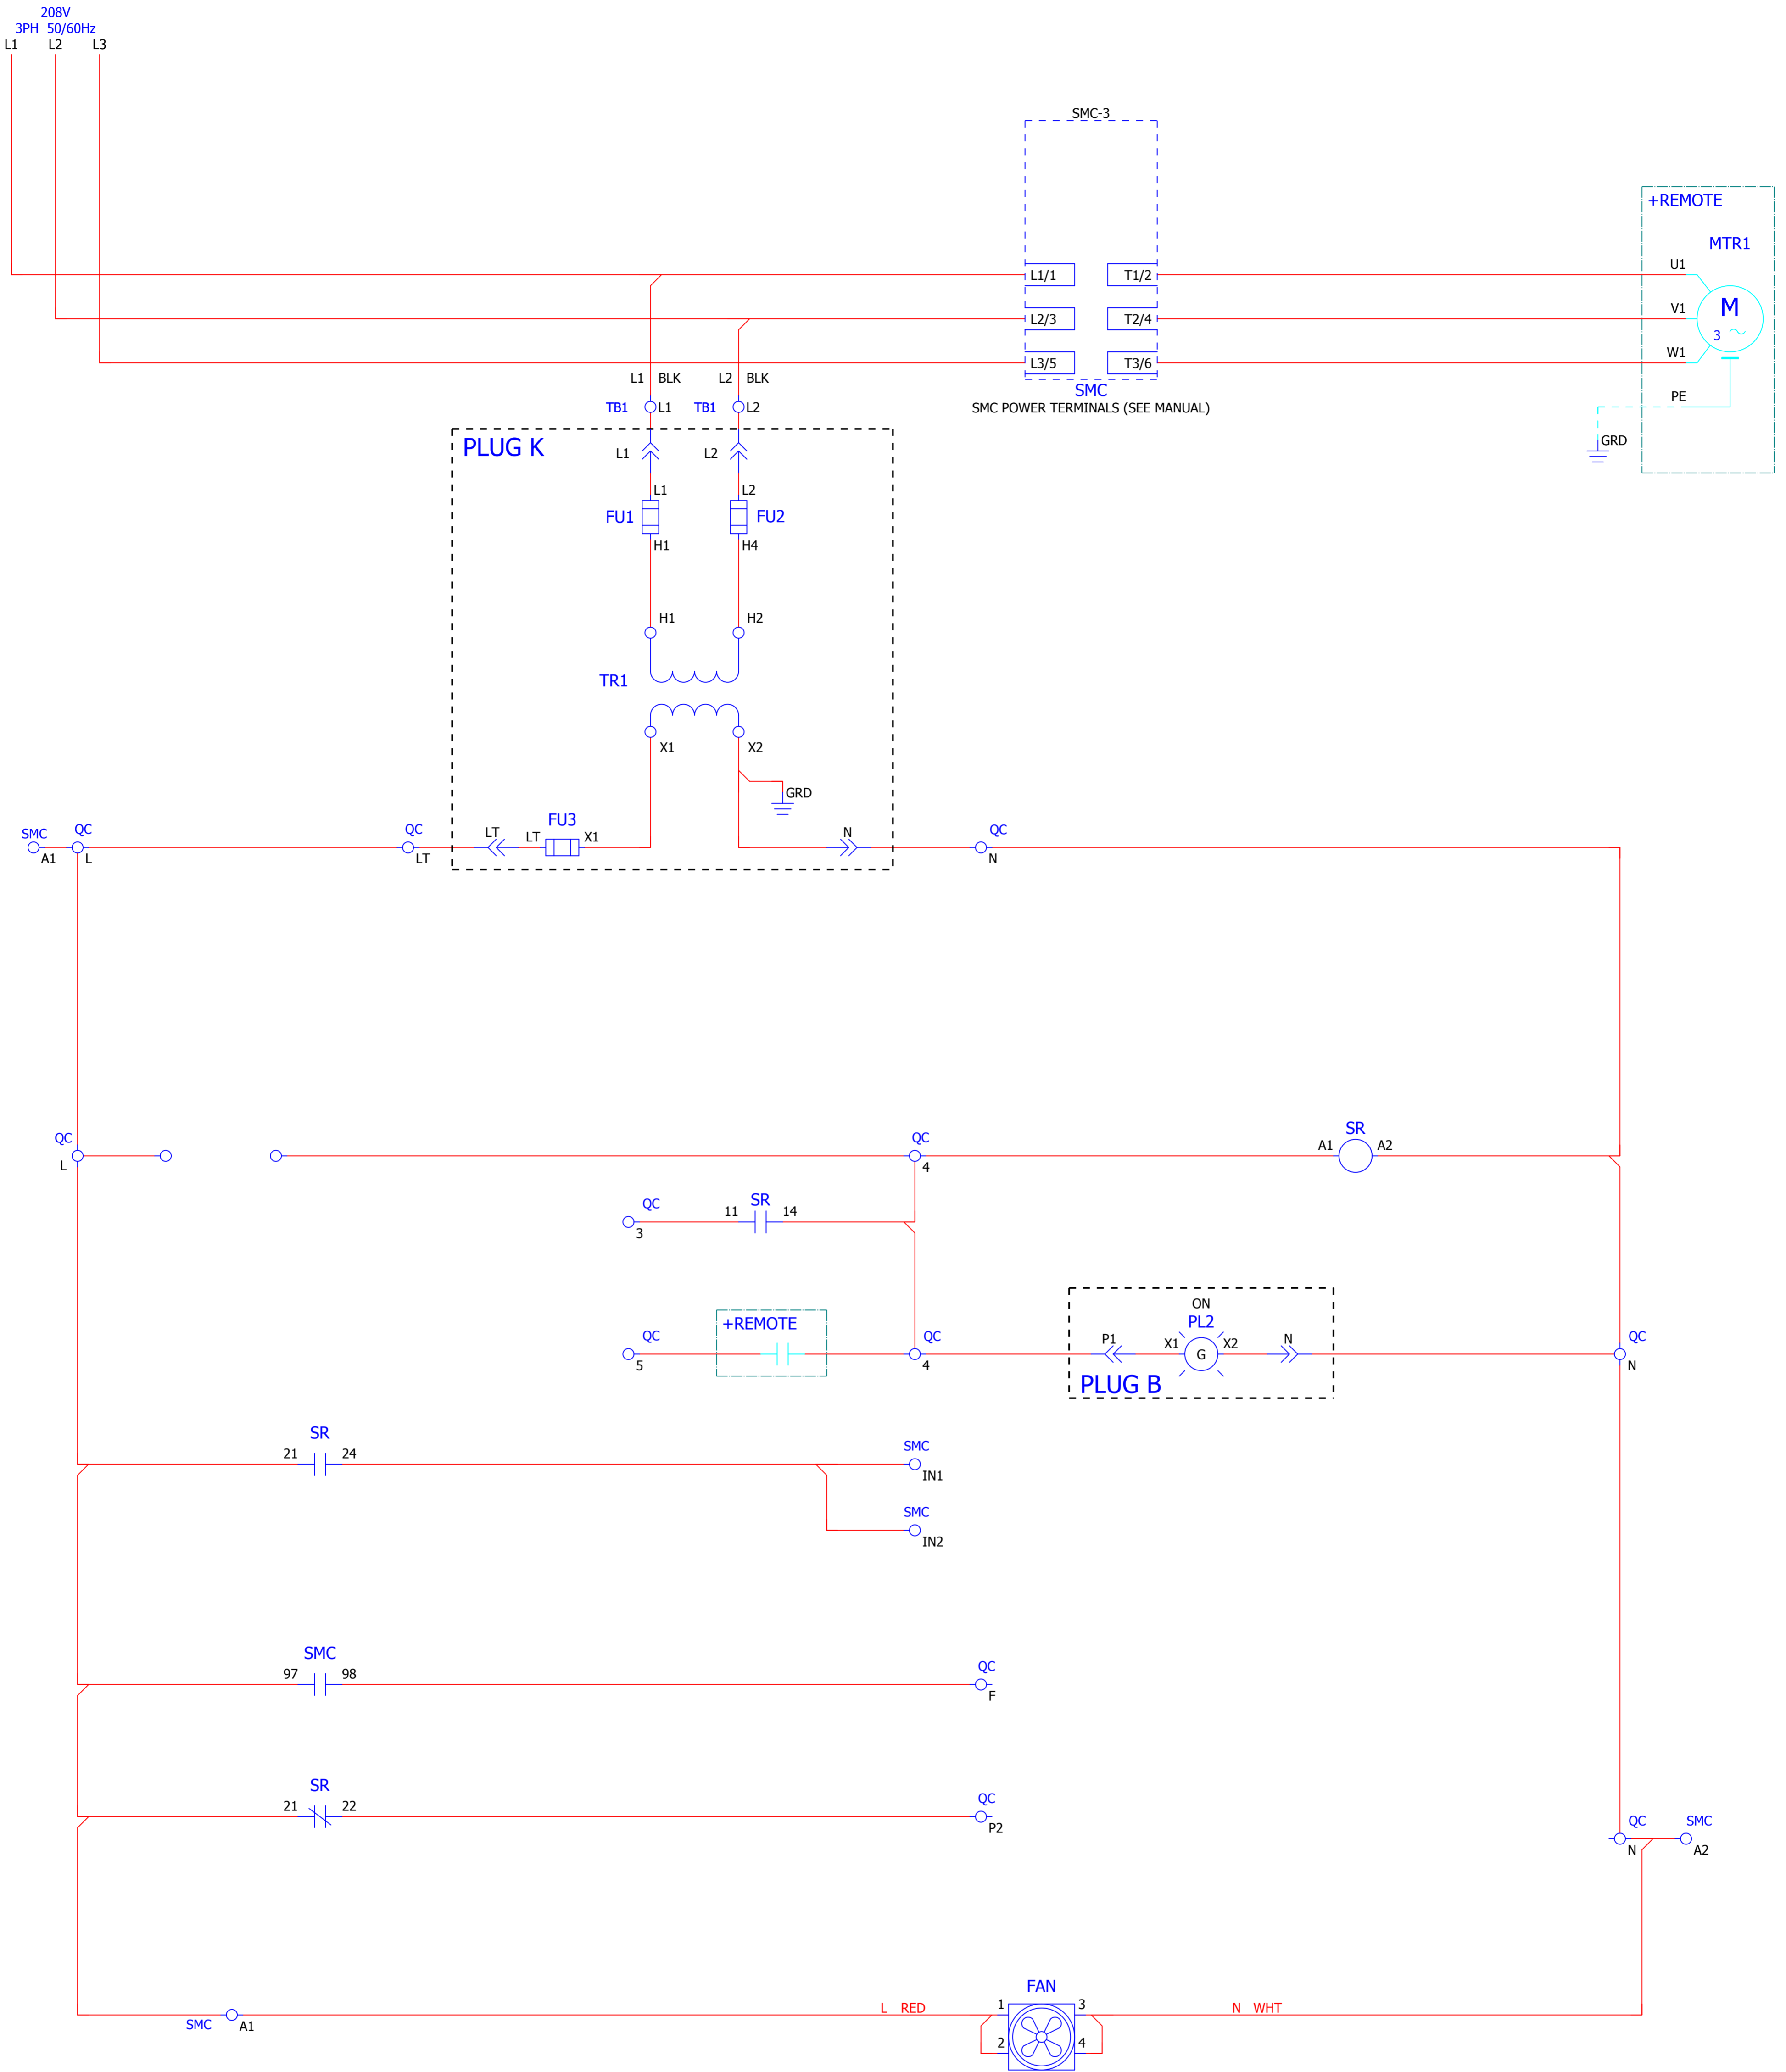 208V
3PH 50/60Hz
L1 L2 L3
SMC-3
+REMOTE
MTR1
L1/1 T1/2 U1
M
3
L2/3 T2/4 V1
L3/5 T3/6 W1
L1 BLK L2 BLK
SMC
PE
TB1 L1 TB1 L2
SMC POWER TERMINALS (SEE MANUAL)
GRD
PLUG K
L1 L2
L1 L2
FU1 FU2
H1 H4
H1 H2
TR1
X1 X2
GRD
FU3
SMC QC QC LT LT X1 N QC
A1 L LT N
QC QC SR
A1 A2
L 4
QC SR
11 14
3
ON
+REMOTE PL2
QC QC P1 X1 X2 N QC
G
5 4 N
PLUG B
SR
21 24 SMC
IN1
SMC
IN2
SMC
97 98 QC
F
SR
21 22 QC
P2
QC SMC
N A2
FAN
L RED 1 3 N WHT
SMC A1
2 4